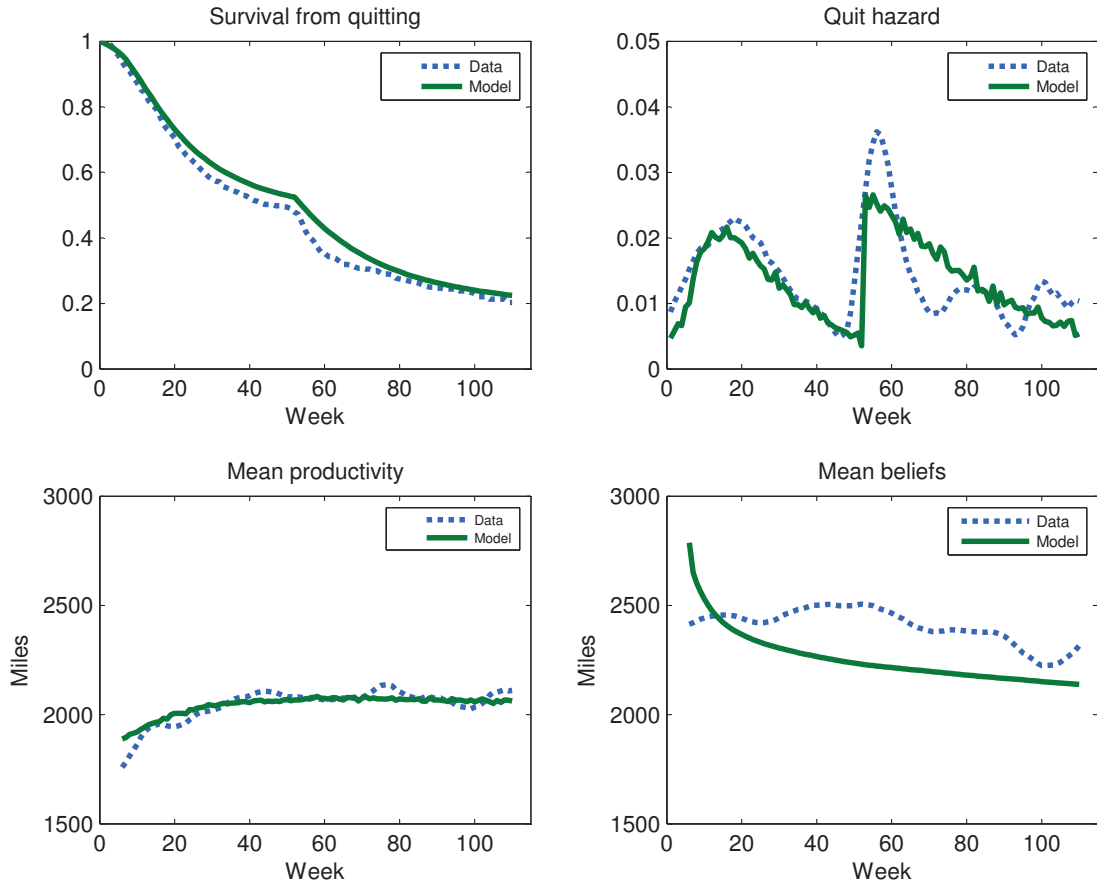 Survival from quitting
1
0.8
0.6
0.4
0.2
0
0 20 40 60 80 100
Week
Data
Model
Quit hazard
0.05
0.04
0.03
0.02
0.01
0
0 20 40 60 80 100
Week
Data
Model
Mean productivity
3000
2500
2000
1500
Miles
0 20 40 60 80 100
Week
Data
Model
Mean beliefs
3000
2500
2000
1500
Miles
0 20 40 60 80 100
Week
Data
Model